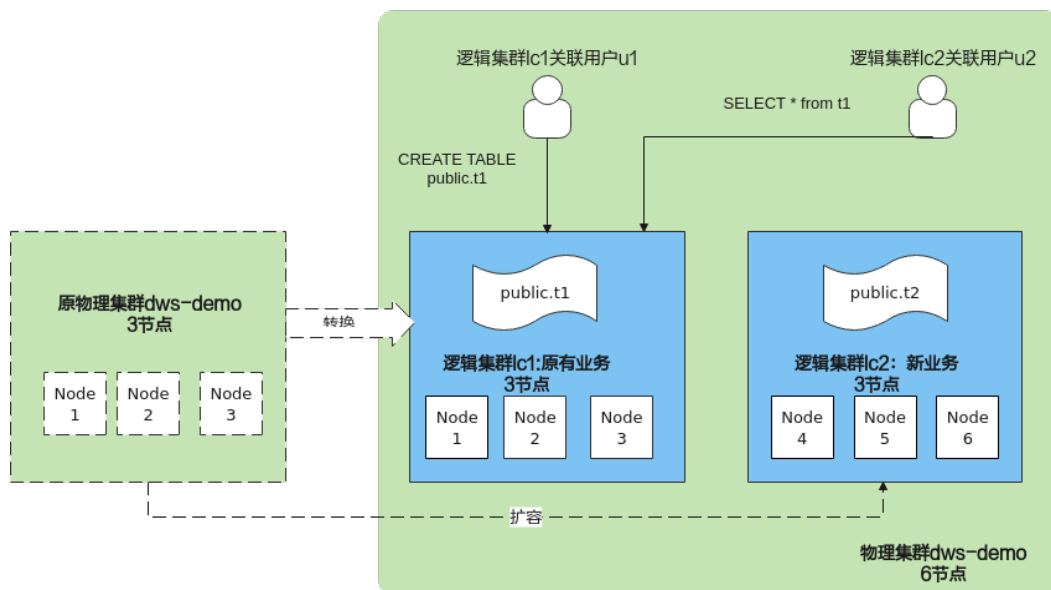 逻辑集群lc1关联用户u1
逻辑集群lc2关联用户u2
SELECT * from t1
CREATE TABLE
public.t1
原物理集群dws-demo
3节点
Node
1
Node
2
Node
3
转换
public.t1
逻辑集群lc1:原有业务
3节点
Node
1
Node
2
Node
3
public.t2
逻辑集群lc2：新业务
3节点
Node
4
Node
5
Node
6
扩容
物理集群dws-demo
6节点